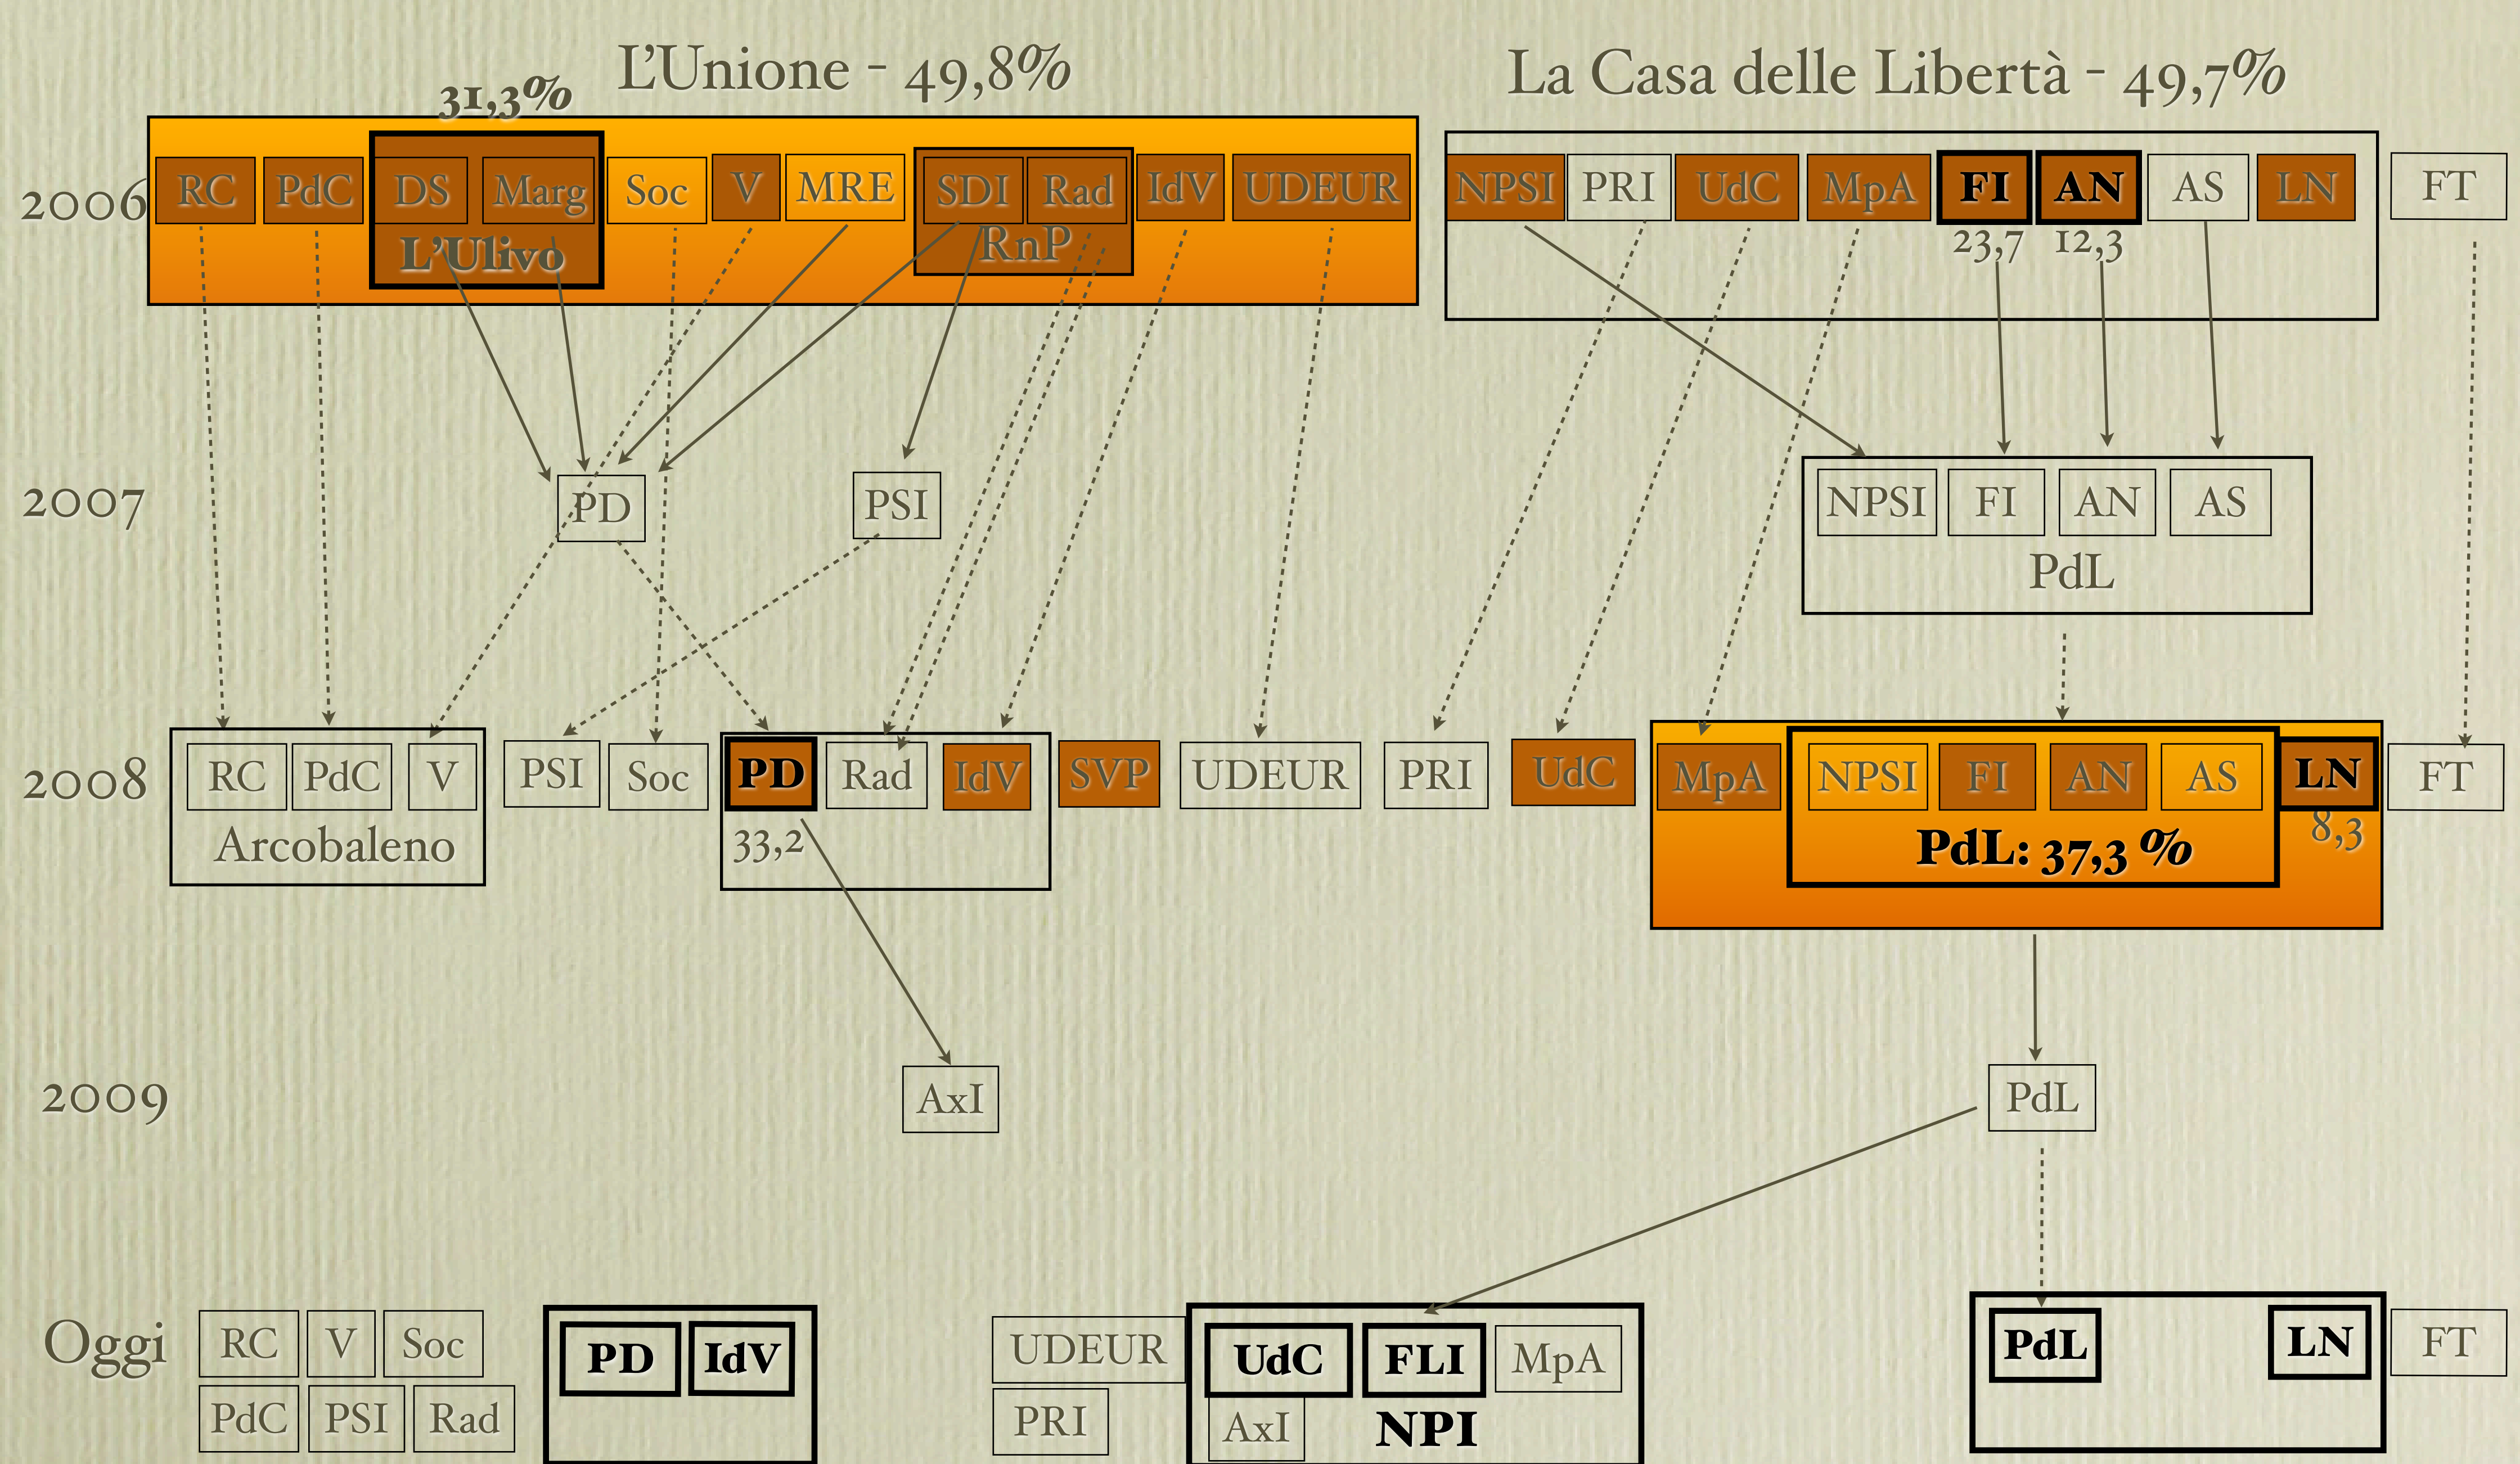 L'Unione - 49,8%
La Casa delle Libertà - 49,7%
31,3%
2006 RC PdC DS Marg Soc V MRE SDI Rad IdV UDEUR NPSI PRI UdC MpA FI AN AS LN FT
L'Ulivo RnP 23,7 12,3
2007 PD PSI NPSI FI AN AS
PdL
2008 RC PdC V PSI Soc PD Rad IdV SVP UDEUR PRI UdC MpA NPSI FI AN AS LN FT
Arcobaleno 33,2 PdL: 37,3 % 8,3
2009 AxI PdL
Oggi RC V Soc PD IdV UDEUR UdC FLI MpA PdL LN FT
PdC PSI Rad PRI AxI NPI